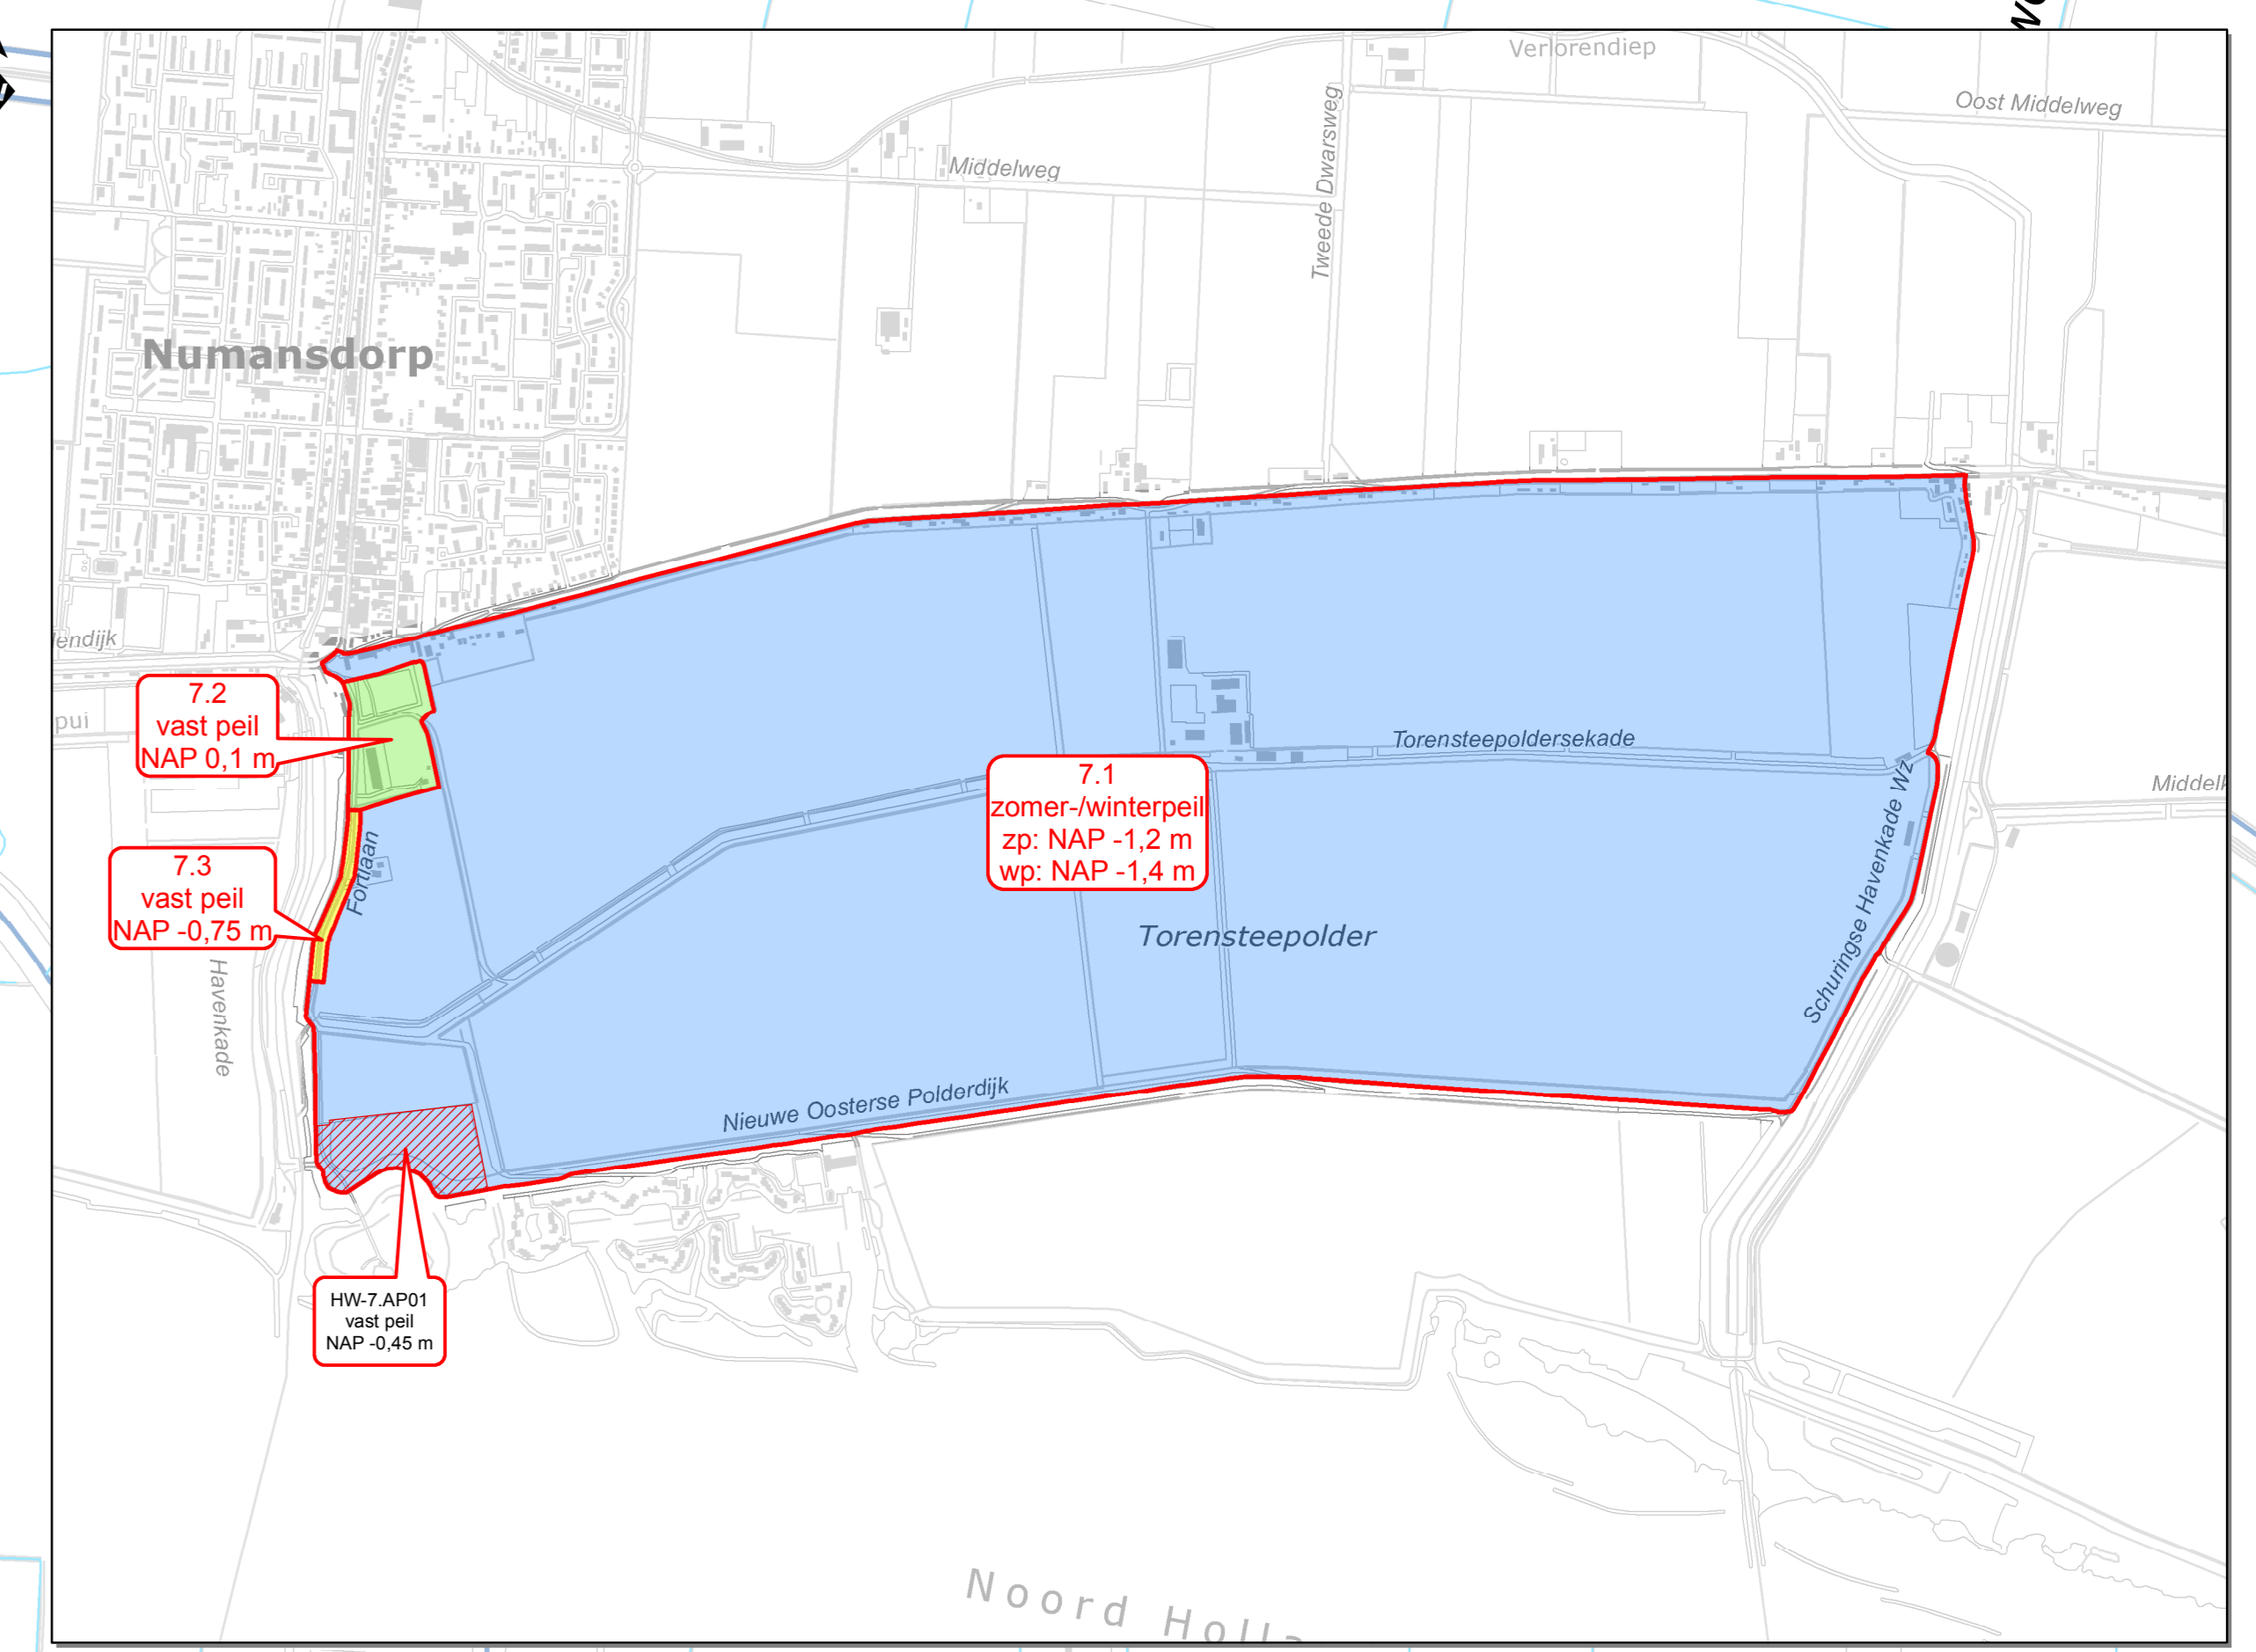 Verlorendiep
Oost Middelweg
Middelweg
Tweede Dwarsweg
Numansdorp
lendijk
pui
7.2
vast peil
NAP 0,1 m
7.3
vast peil
NAP -0,75 m
Fortlaan
Havenkade
7.1
zomer-/winterpeil
zp: NAP -1,2 m
wp: NAP -1,4 m
Torensteepoldersekade
Torensteepolder
Schuringse Havenkade Wz
Middelk
Nieuwe Oosterse Polderdijk
HW-7.AP01
vast peil
NAP -0,45 m
Noord Holla